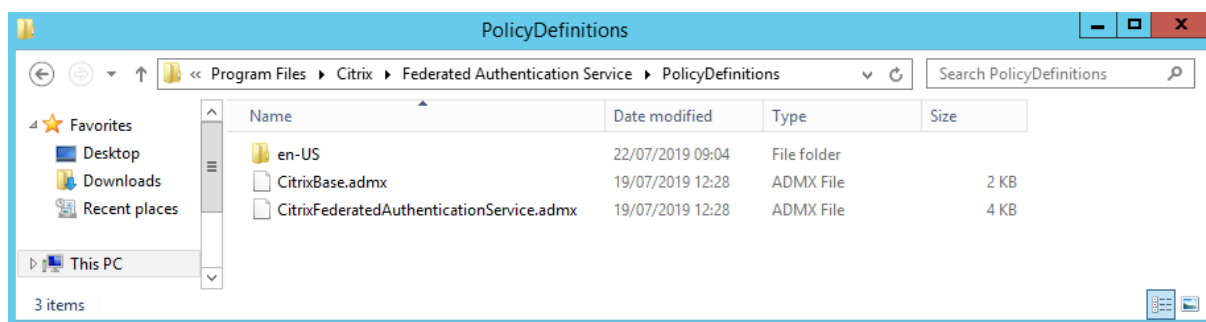 PolicyDefinitions
« Program Files Citrix Federated Authentication Service PolicyDefinitions Search PolicyDefinitions
Favorites Name Date modified Type Size
Desktop en-US 22/07/2019 09:04 File folder
Downloads CitrixBase.admx 19/07/2019 12:28 ADMX File 2 KB
Recent places CitrixFederatedAuthenticationService.admx 19/07/2019 12:28 ADMX File 4 KB
This PC
3 items